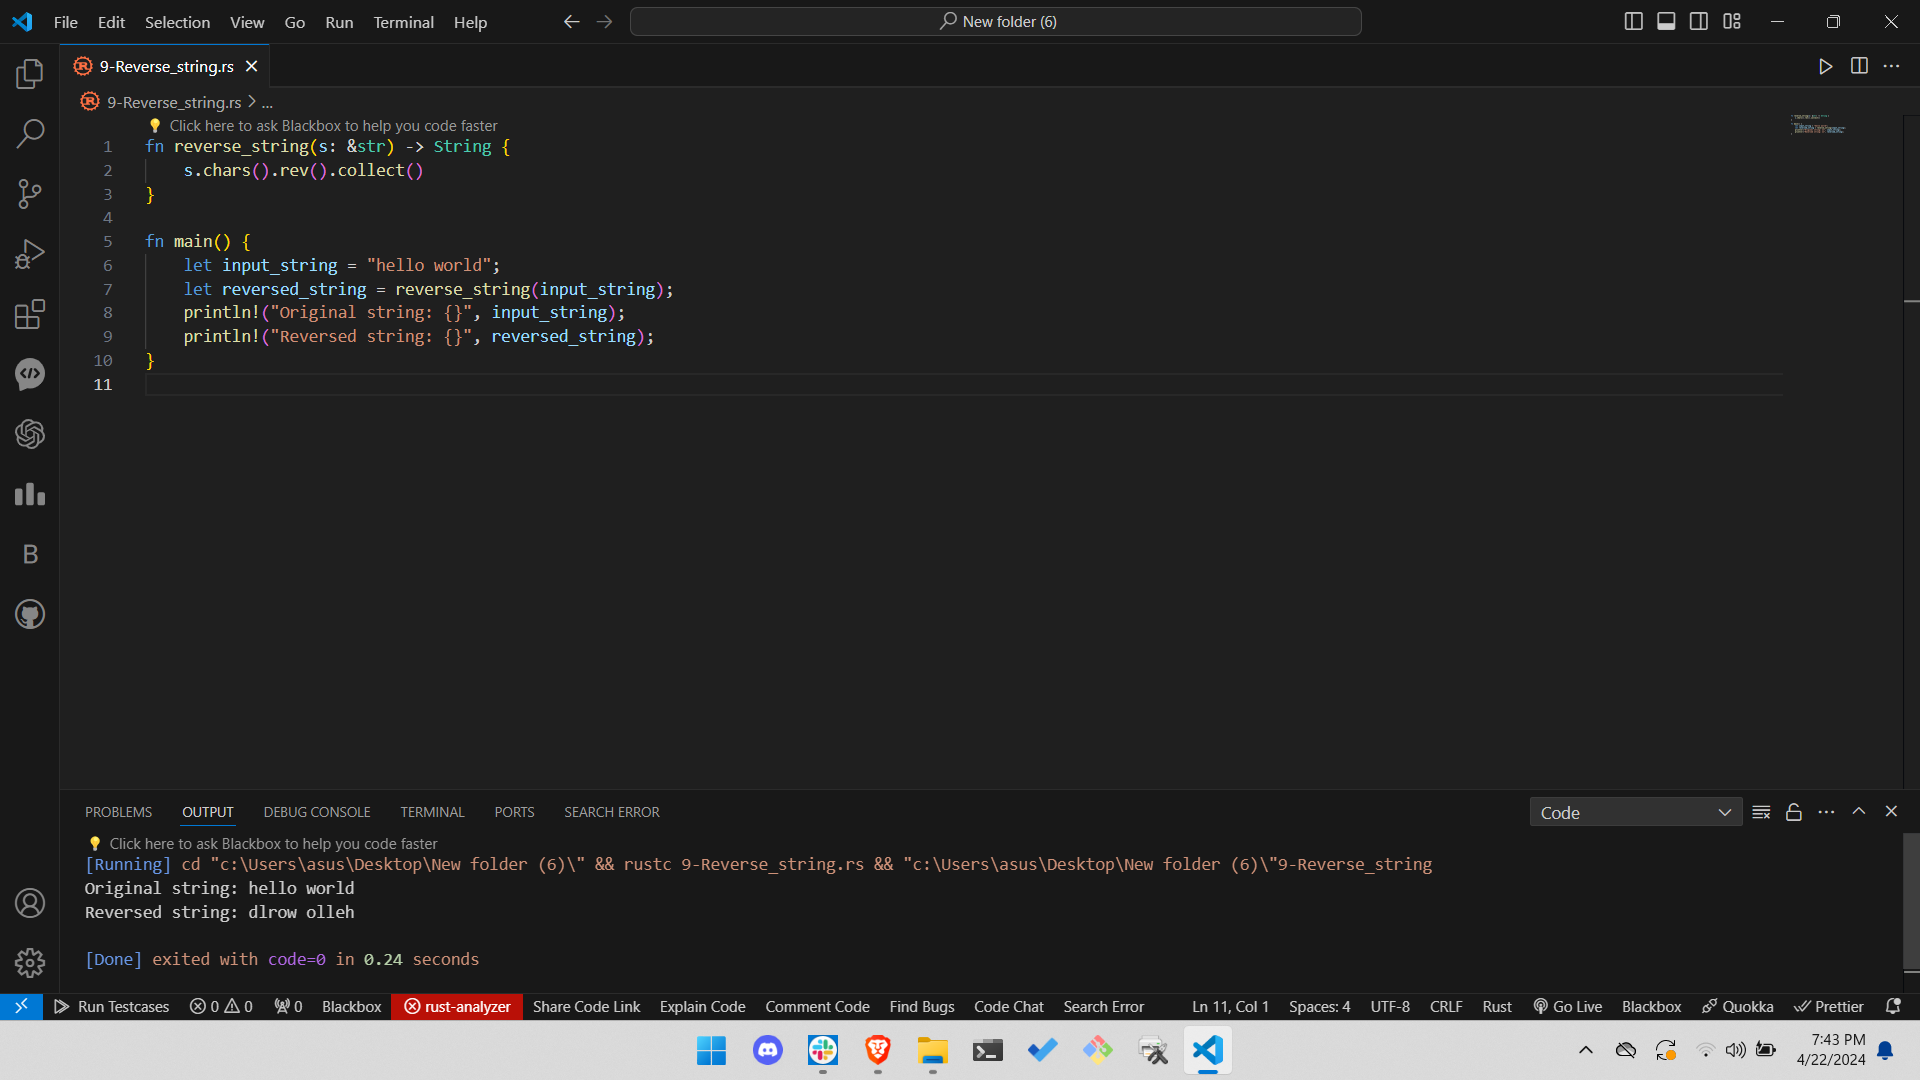 File Edit Selection View Go Run Terminal Help New folder (6)
9-Reverse_string.rs
9-Reverse_string.rs > ...
Click here to ask Blackbox to help you code faster
1 fn reverse_string(s: &str) -> String {
2 s.chars().rev().collect()
3 }
4
5 fn main() {
6 let input_string = "hello world";
7 let reversed_string = reverse_string(input_string);
8 println!("Original string: {}", input_string);
9 println!("Reversed string: {}", reversed_string);
10 }
11
B
PROBLEMS OUTPUT DEBUG CONSOLE TERMINAL PORTS SEARCH ERROR Code
Click here to ask Blackbox to help you code faster
[Running] cd "c:\Users\asus\Desktop\New folder (6)\" && rustc 9-Reverse_string.rs && "c:\Users\asus\Desktop\New folder (6)\"9-Reverse_string
Original string: hello world
Reversed string: dlrow olleh
[Done] exited with code=0 in 0.24 seconds
Run Testcases 0 0 0 Blackbox rust-analyzer Share Code Link Explain Code Comment Code Find Bugs Code Chat Search Error Ln 11, Col 1 Spaces: 4 UTF-8 CRLF Rust Go Live Blackbox Quokka Prettier
7:43 PM
4/22/2024